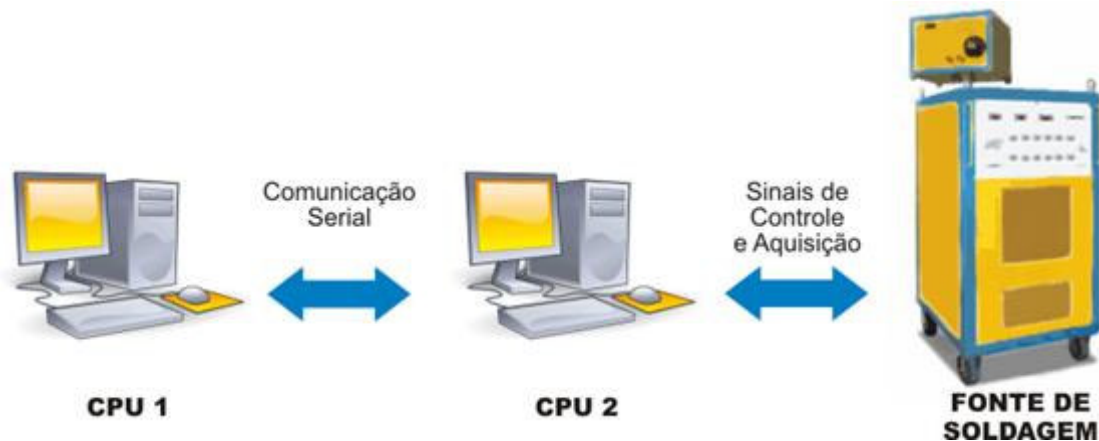 Comunicação
Serial
Sinais de
Controle
e Aquisição
CPU 1
CPU 2
FONTE DE
SOLDAGEM